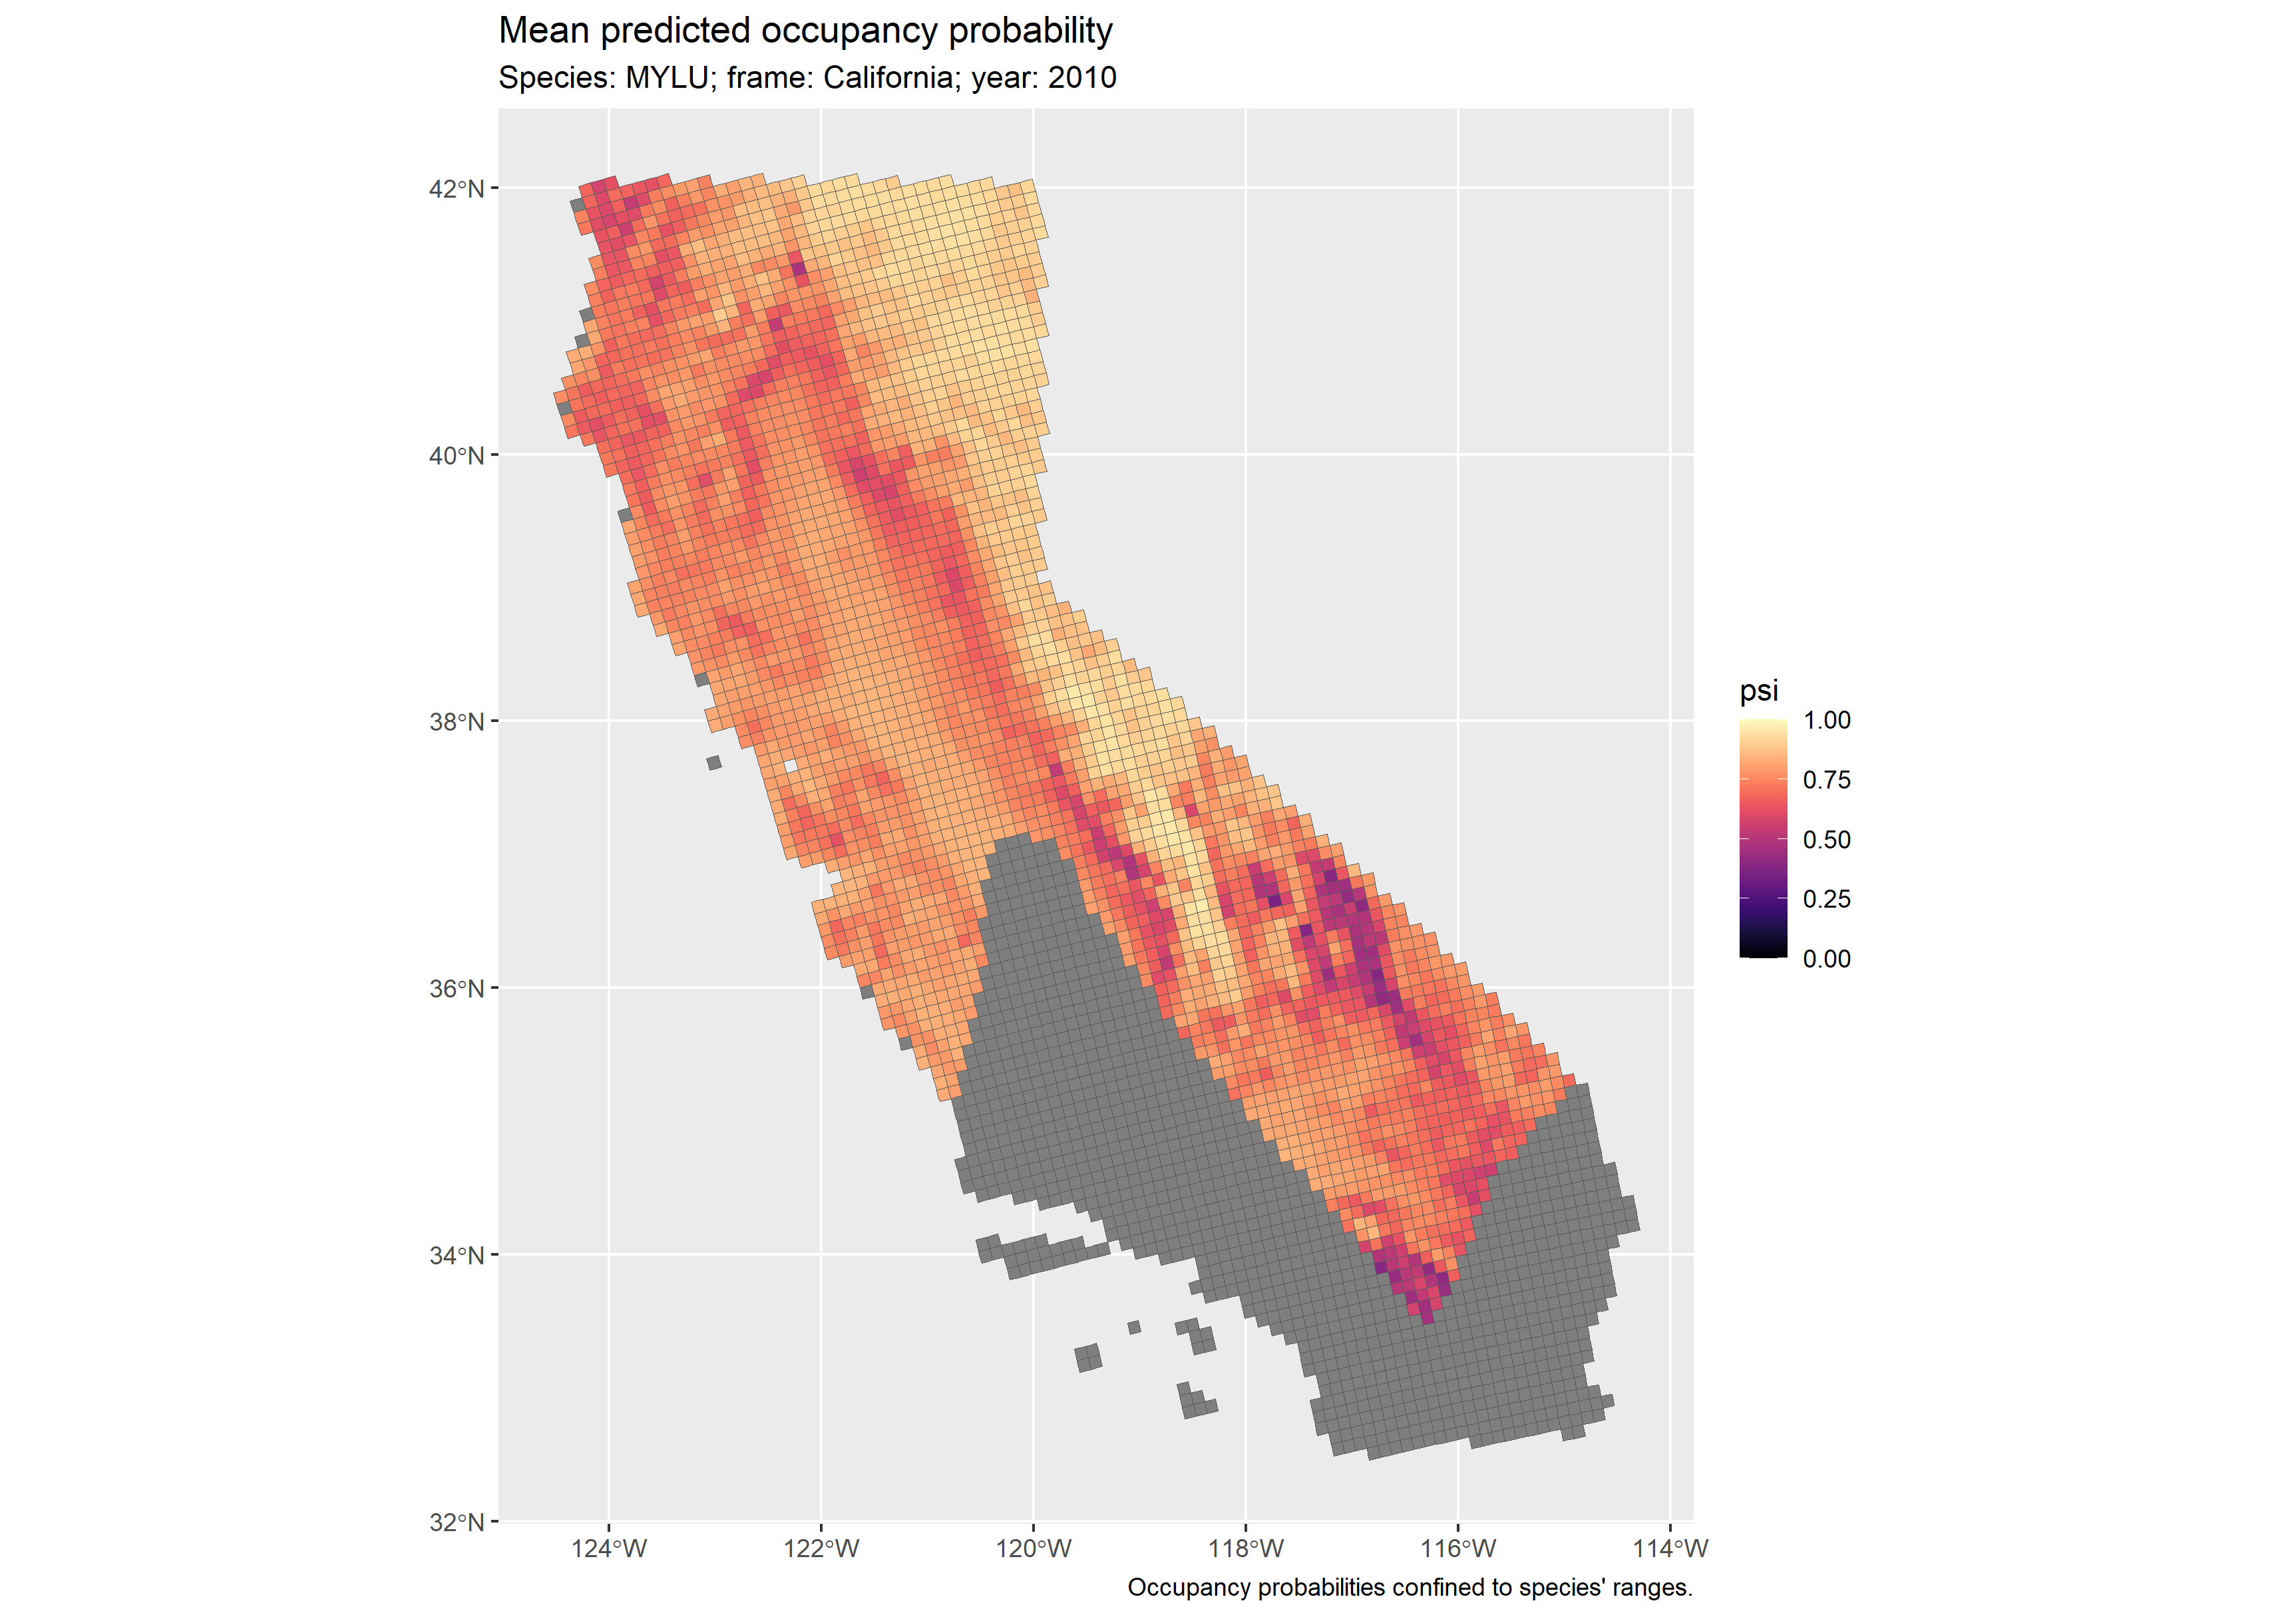 Mean predicted occupancy probability
Species: MYLU; frame: California; year: 2010
42°N
40°N
38°N
36°N
34°N
32°N
124°W
122°W
120°W
118°W
116°W
114°W
psi
1.00
0.75
0.50
0.25
0.00
Occupancy probabilities confined to species' ranges.